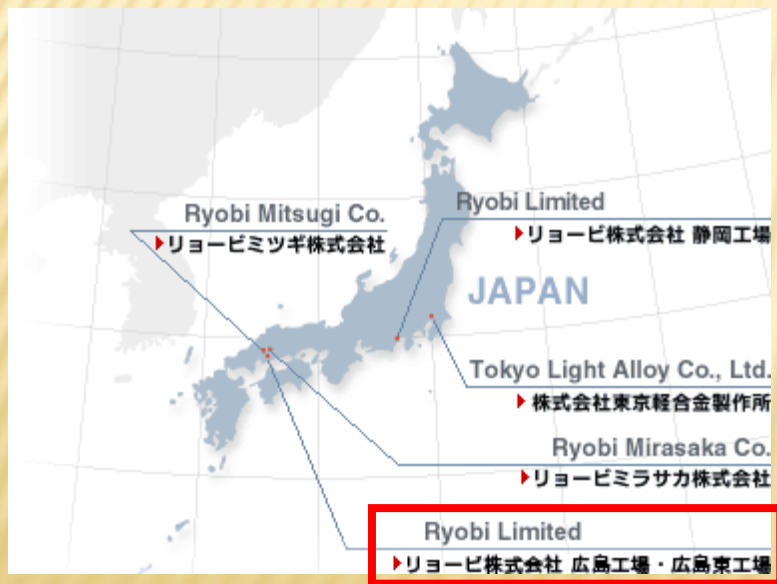 Ryobi Mitsugi Co.
リョービミツギ株式会社
Ryobi Limited
リョービ株式会社 静岡工場
JAPAN
Tokyo Light Alloy Co., Ltd.
株式会社東京軽合金製作所
Ryobi Mirasaka Co.
リョービミラサカ株式会社
Ryobi Limited
リョービ株式会社 広島工場・広島東工場